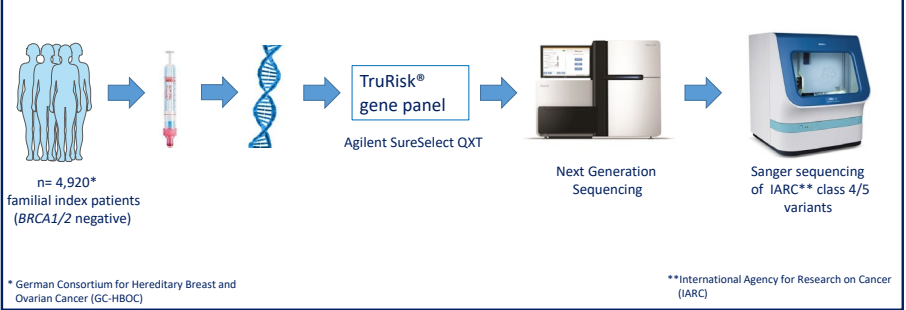 TruRisk®
gene panel
Agilent SureSelect QXT
n= 4,920*
familial index patients
(BRCA1/2 negative)
Next Generation
Sequencing
Sanger sequencing
of IARC** class 4/5
variants
* German Consortium for Hereditary Breast and
Ovarian Cancer (GC-HBOC)
**International Agency for Research on Cancer
(IARC)